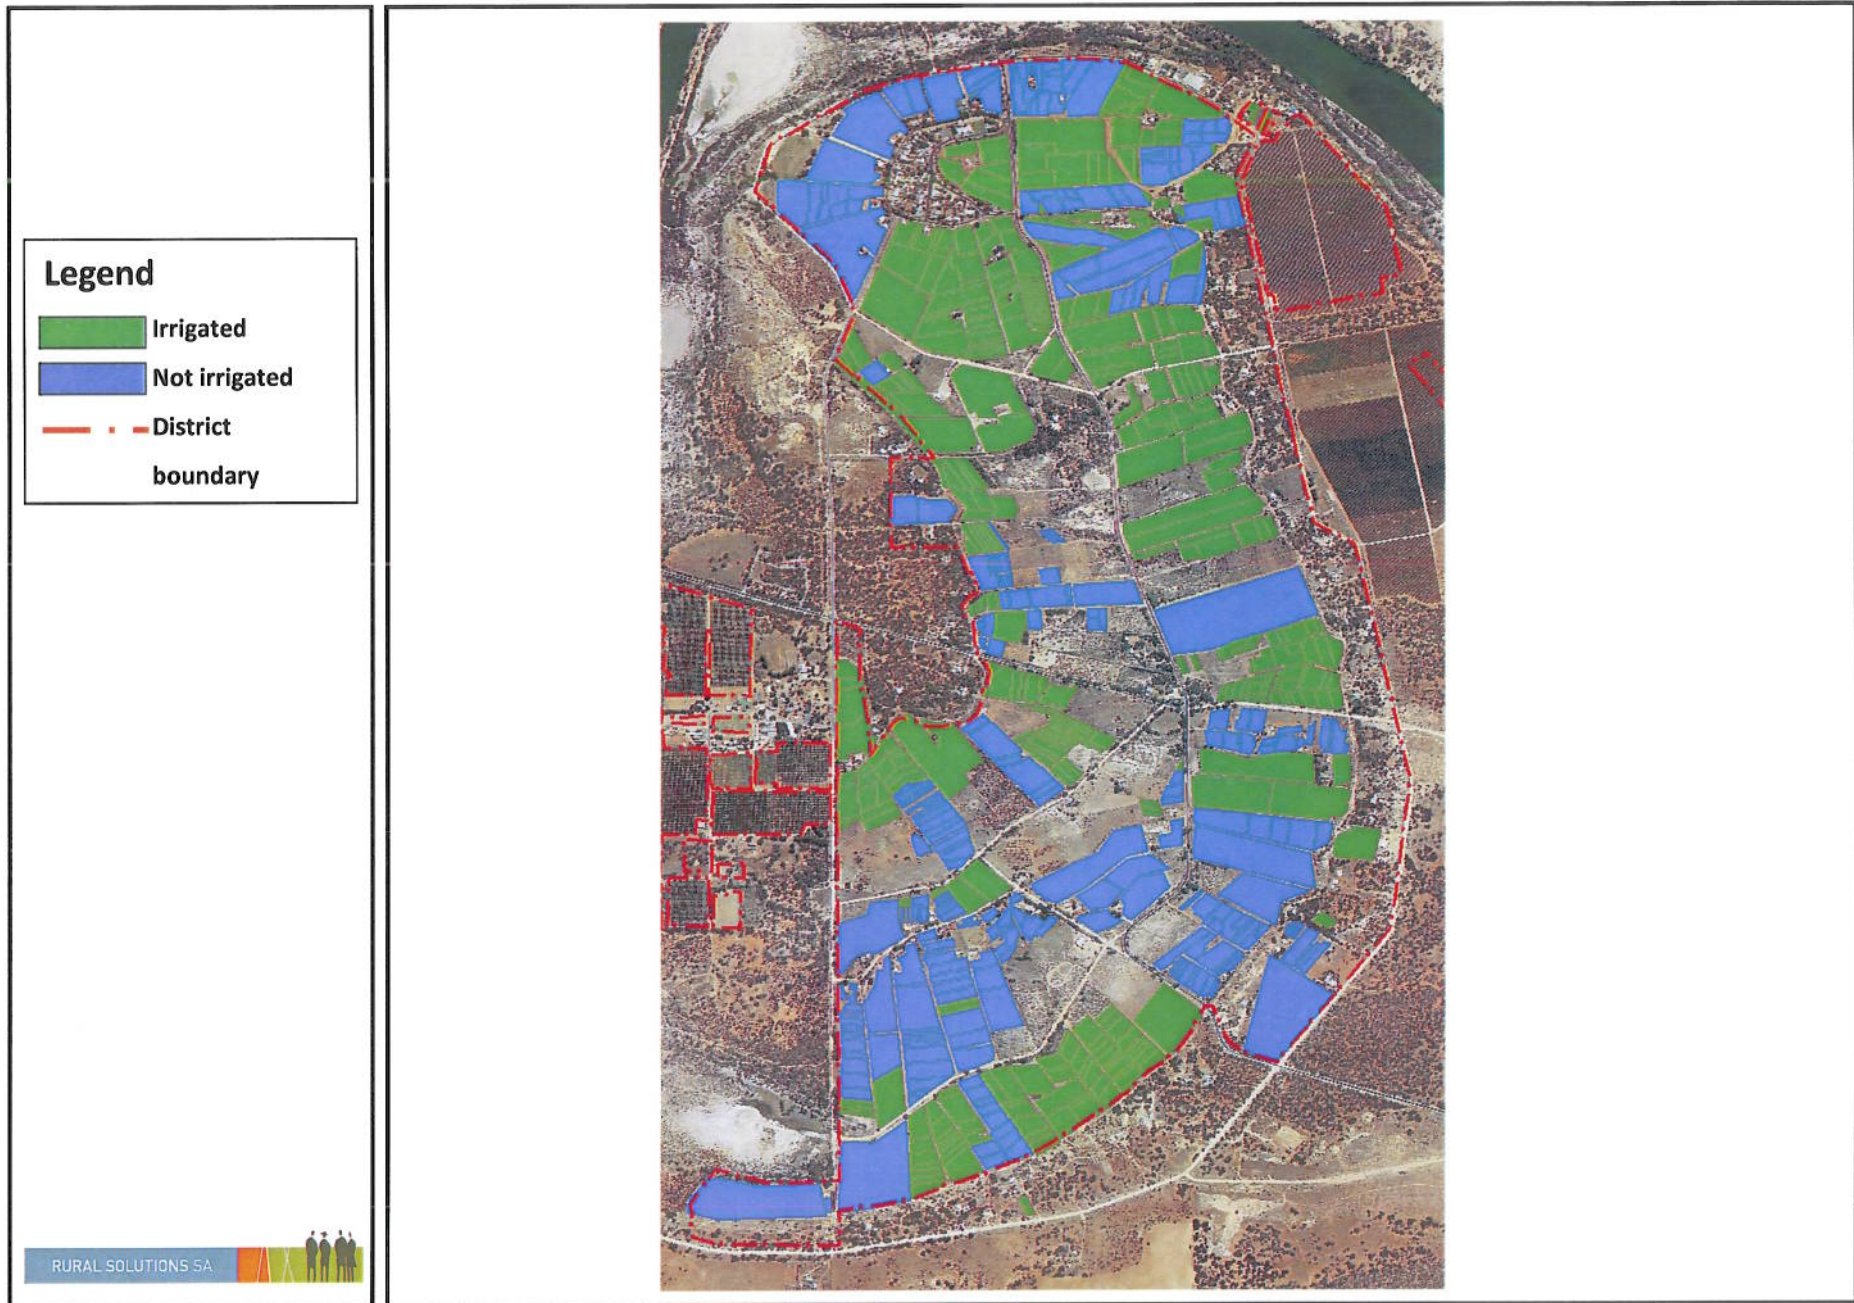 Legend
Irrigated
Not irrigated
District
boundary
RURAL SOLUTIONS SA